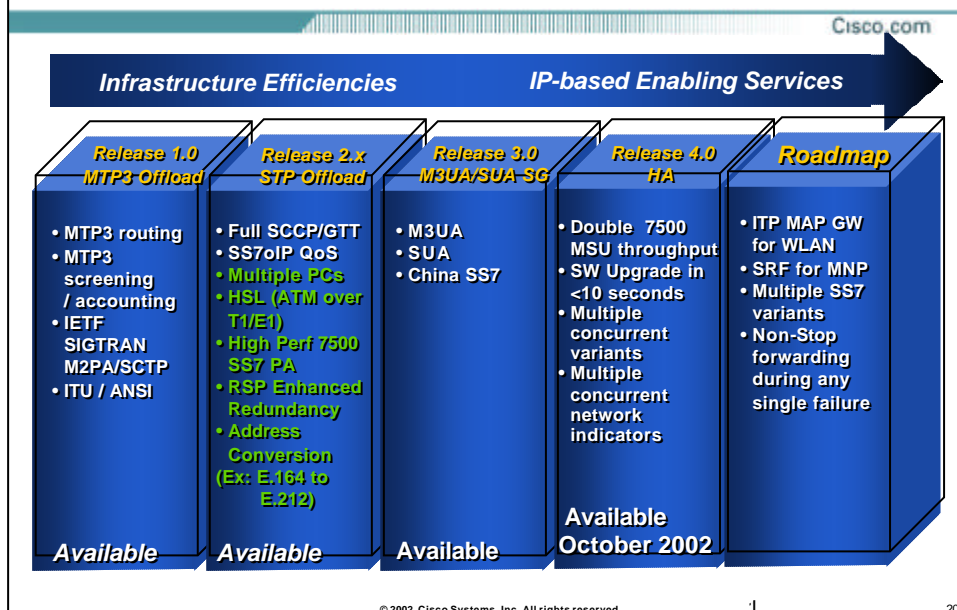 Cisco.com
Infrastructure Efficiencies
IP-based Enabling Services
Release 1.0
MTP3 Offload
• MTP3 routing
• MTP3
screening
/ accounting
• IETF
SIGTRAN
M2PA/SCTP
• ITU / ANSI
Available
Release 2.x
STP Offload
• Full SCCP/GTT
• SS7oIP QoS
• Multiple PCs
• HSL (ATM over
T1/E1)
• High Perf 7500
SS7 PA
• RSP Enhanced
Redundancy
• Address
Conversion
(Ex: E.164 to
E.212)
Available
Release 3.0
M3UA/SUA SG
• M3UA
• SUA
• China SS7
Available
Release 4.0
HA
• Double 7500
MSU throughput
• SW Upgrade in
<10 seconds
• Multiple
concurrent
variants
• Multiple
concurrent
network
indicators
Available
October 2002
Roadmap
• ITP MAP GW
for WLAN
• SRF for MNP
• Multiple SS7
variants
• Non-Stop
forwarding
during any
single failure
© 2002, Cisco Systems, Inc. All rights reserved.
20